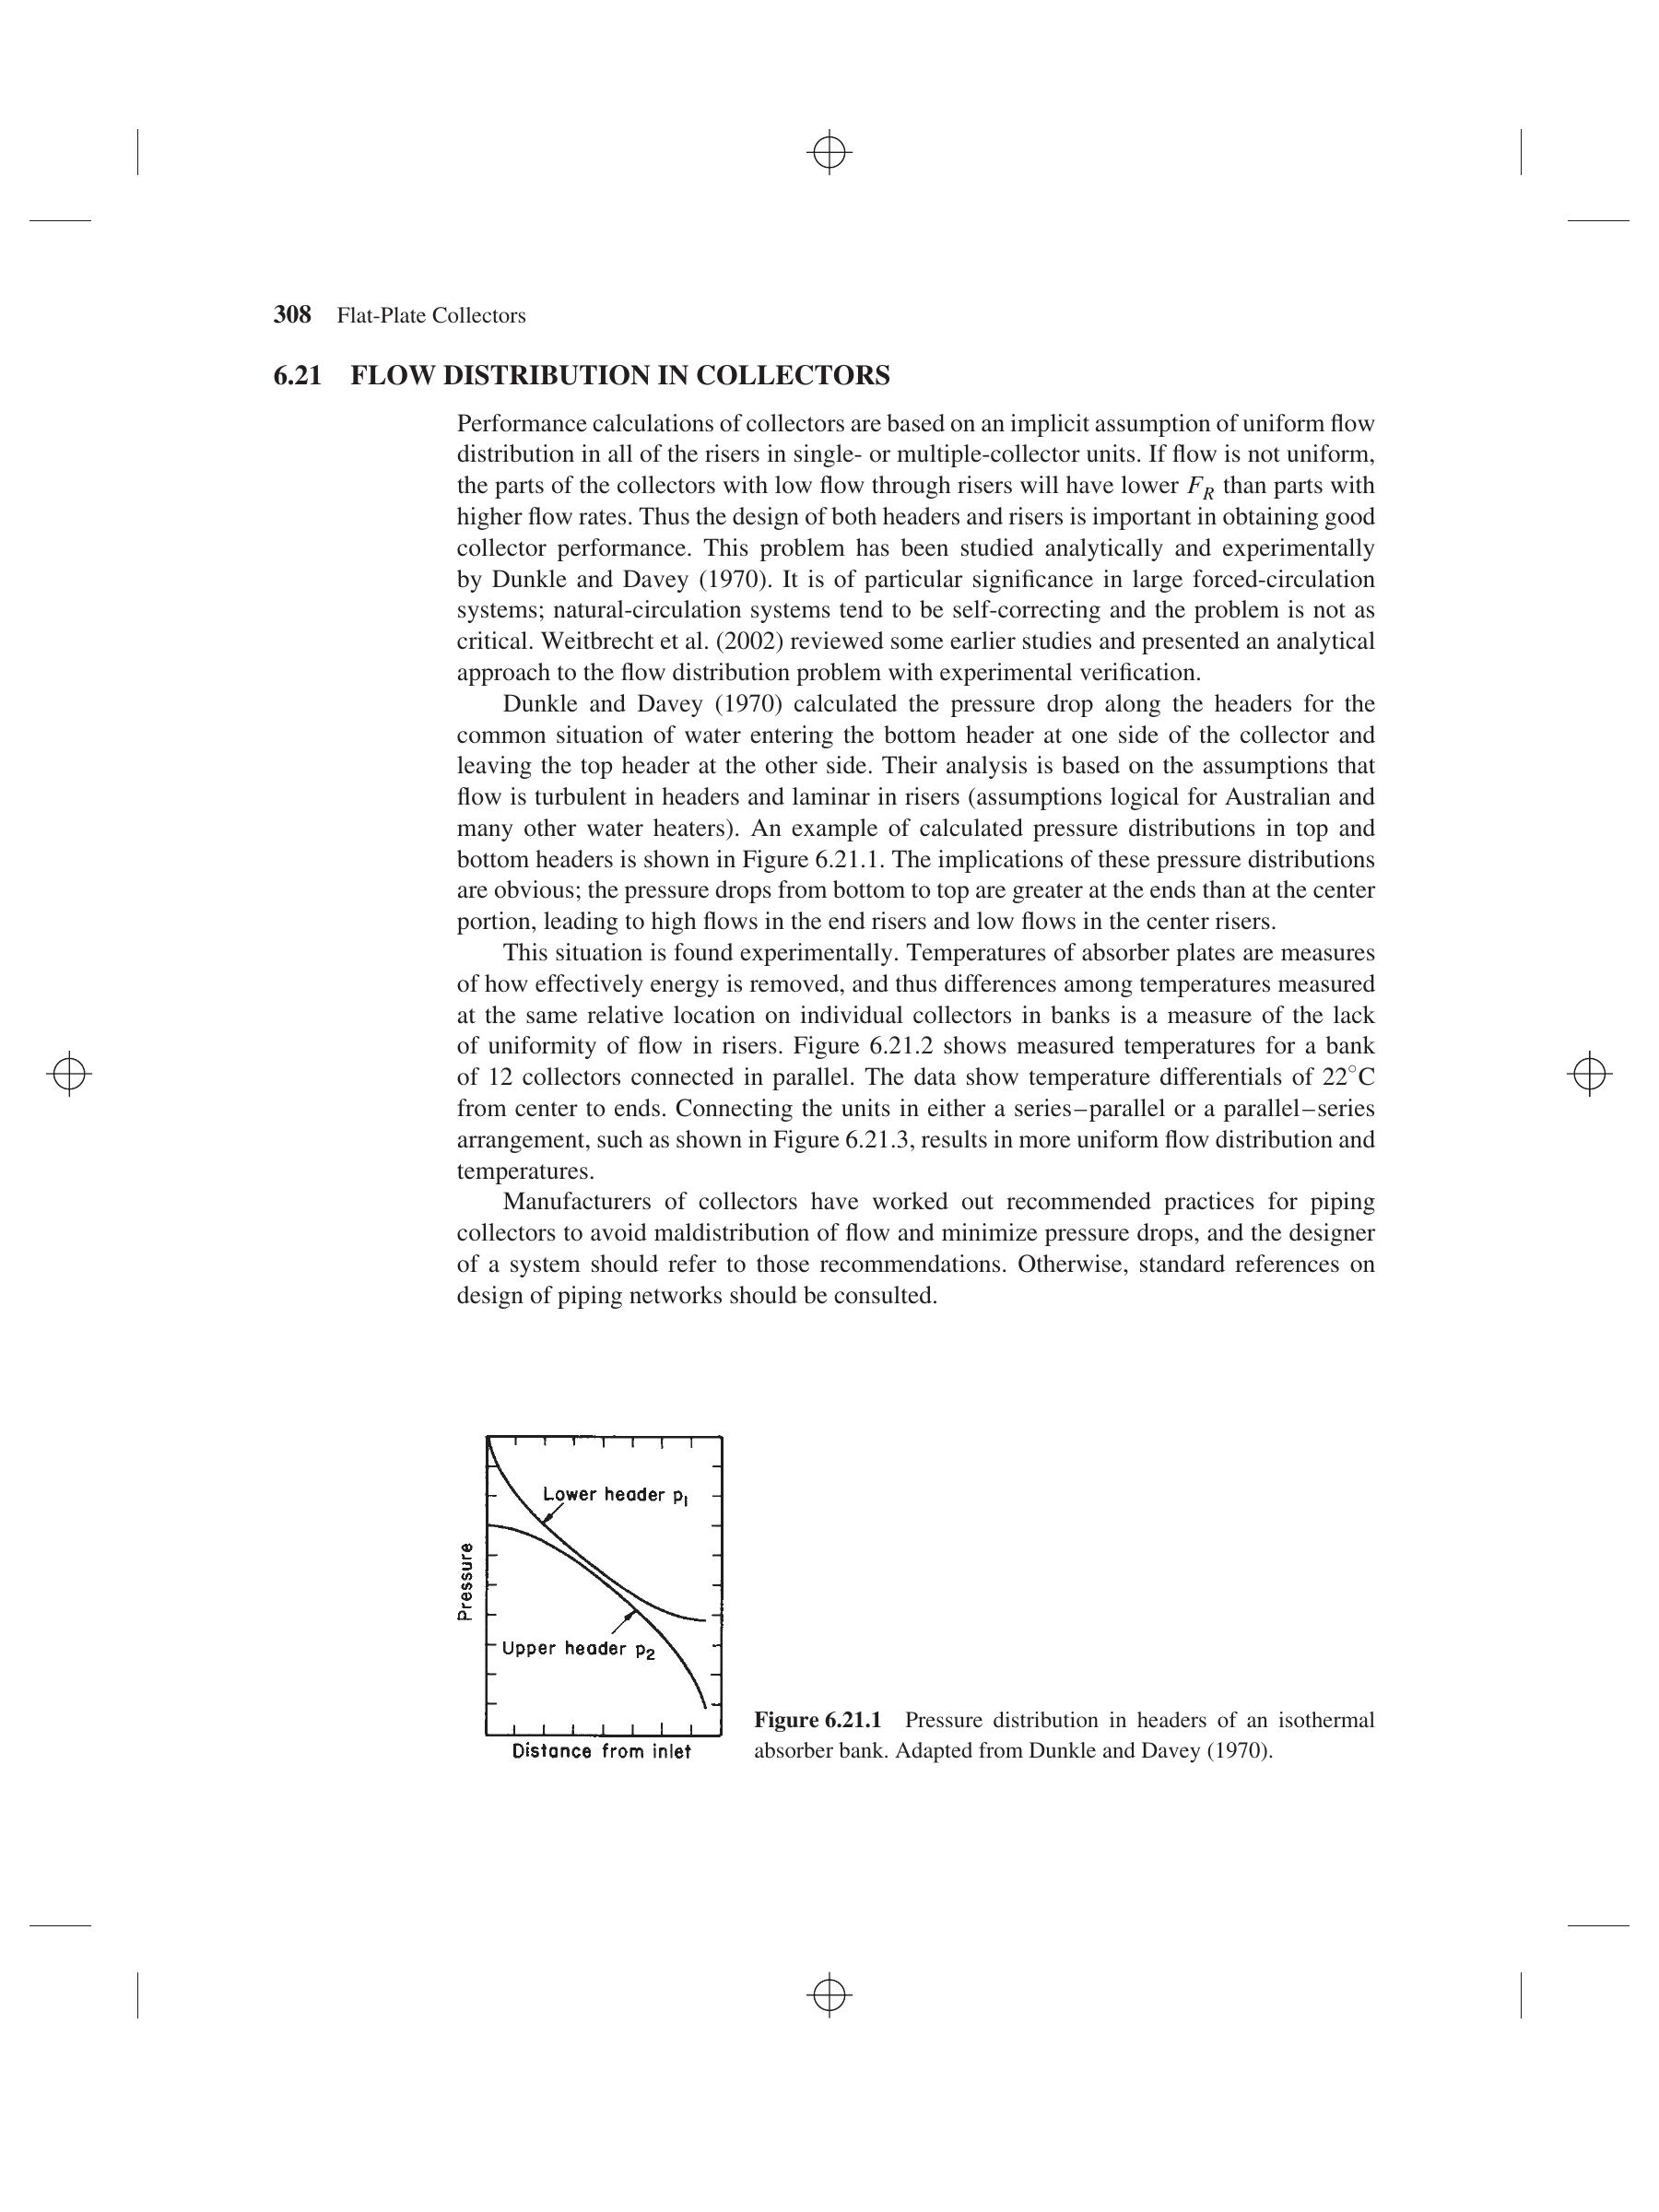 308 Flat-Plate Collectors
6.21 FLOW DISTRIBUTION IN COLLECTORS
Performance calculations of collectors are based on an implicit assumption of uniform flow
distribution in all of the risers in single- or multiple-collector units. If flow is not uniform,
the parts of the collectors with low flow through risers will have lower F_R than parts with
higher flow rates. Thus the design of both headers and risers is important in obtaining good
collector performance. This problem has been studied analytically and experimentally
by Dunkle and Davey (1970). It is of particular significance in large forced-circulation
systems; natural-circulation systems tend to be self-correcting and the problem is not as
critical. Weitbrecht et al. (2002) reviewed some earlier studies and presented an analytical
approach to the flow distribution problem with experimental verification.
Dunkle and Davey (1970) calculated the pressure drop along the headers for the
common situation of water entering the bottom header at one side of the collector and
leaving the top header at the other side. Their analysis is based on the assumptions that
flow is turbulent in headers and laminar in risers (assumptions logical for Australian and
many other water heaters). An example of calculated pressure distributions in top and
bottom headers is shown in Figure 6.21.1. The implications of these pressure distributions
are obvious; the pressure drops from bottom to top are greater at the ends than at the center
portion, leading to high flows in the end risers and low flows in the center risers.
This situation is found experimentally. Temperatures of absorber plates are measures
of how effectively energy is removed, and thus differences among temperatures measured
at the same relative location on individual collectors in banks is a measure of the lack
of uniformity of flow in risers. Figure 6.21.2 shows measured temperatures for a bank
of 12 collectors connected in parallel. The data show temperature differentials of 22°C
from center to ends. Connecting the units in either a series–parallel or a parallel–series
arrangement, such as shown in Figure 6.21.3, results in more uniform flow distribution and
temperatures.
Manufacturers of collectors have worked out recommended practices for piping
collectors to avoid maldistribution of flow and minimize pressure drops, and the designer
of a system should refer to those recommendations. Otherwise, standard references on
design of piping networks should be consulted.
Lower header p₁
Pressure
Upper header p₂
Distance from inlet
Figure 6.21.1 Pressure distribution in headers of an isothermal
absorber bank. Adapted from Dunkle and Davey (1970).